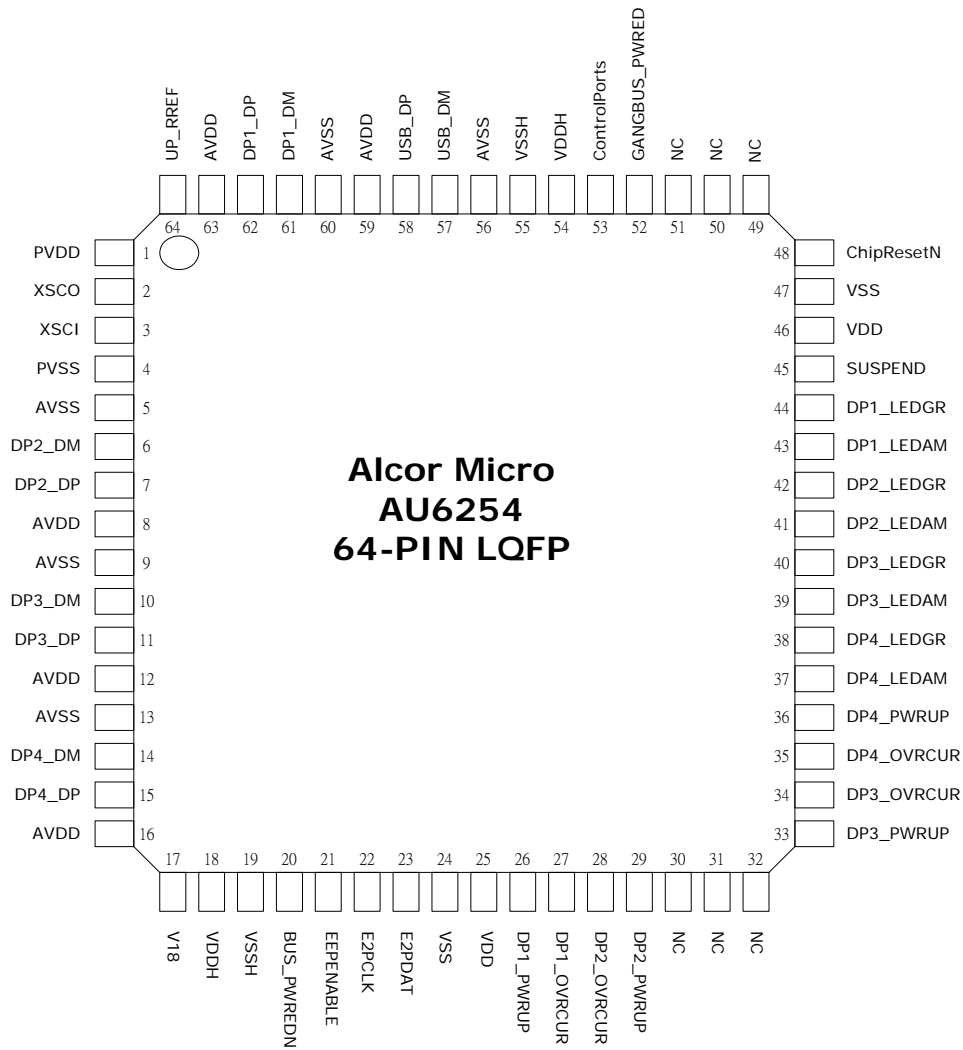 UP_RREF
AVDD
DP1_DP
DP1_DM
AVSS
AVDD
USB_DP
USB_DM
AVSS
VSSH
VDDH
ControlPorts
GANGBUS_PWRED
NC
NC
NC
64 63 62 61 60 59 58 57 56 55 54 53 52 51 50 49
PVDD 1
XSCO 2
XSCI 3
PVSS 4
AVSS 5
DP2_DM 6
DP2_DP 7
AVDD 8
AVSS 9
DP3_DM 10
DP3_DP 11
AVDD 12
AVSS 13
DP4_DM 14
DP4_DP 15
AVDD 16
Alcor Micro
AU6254
64-PIN LQFP
48 ChipResetN
47 VSS
46 VDD
45 SUSPEND
44 DP1_LEDGR
43 DP1_LEDAM
42 DP2_LEDGR
41 DP2_LEDAM
40 DP3_LEDGR
39 DP3_LEDAM
38 DP4_LEDGR
37 DP4_LEDAM
36 DP4_PWRUP
35 DP4_OVRCUR
34 DP3_OVRCUR
33 DP3_PWRUP
17 18 19 20 21 22 23 24 25 26 27 28 29 30 31 32
V18
VDDH
VSSH
BUS_PWREDN
EEPENABLE
E2PCLK
E2PDAT
VSS
VDD
DP1_PWRUP
DP1_OVRCUR
DP2_OVRCUR
DP2_PWRUP
NC
NC
NC